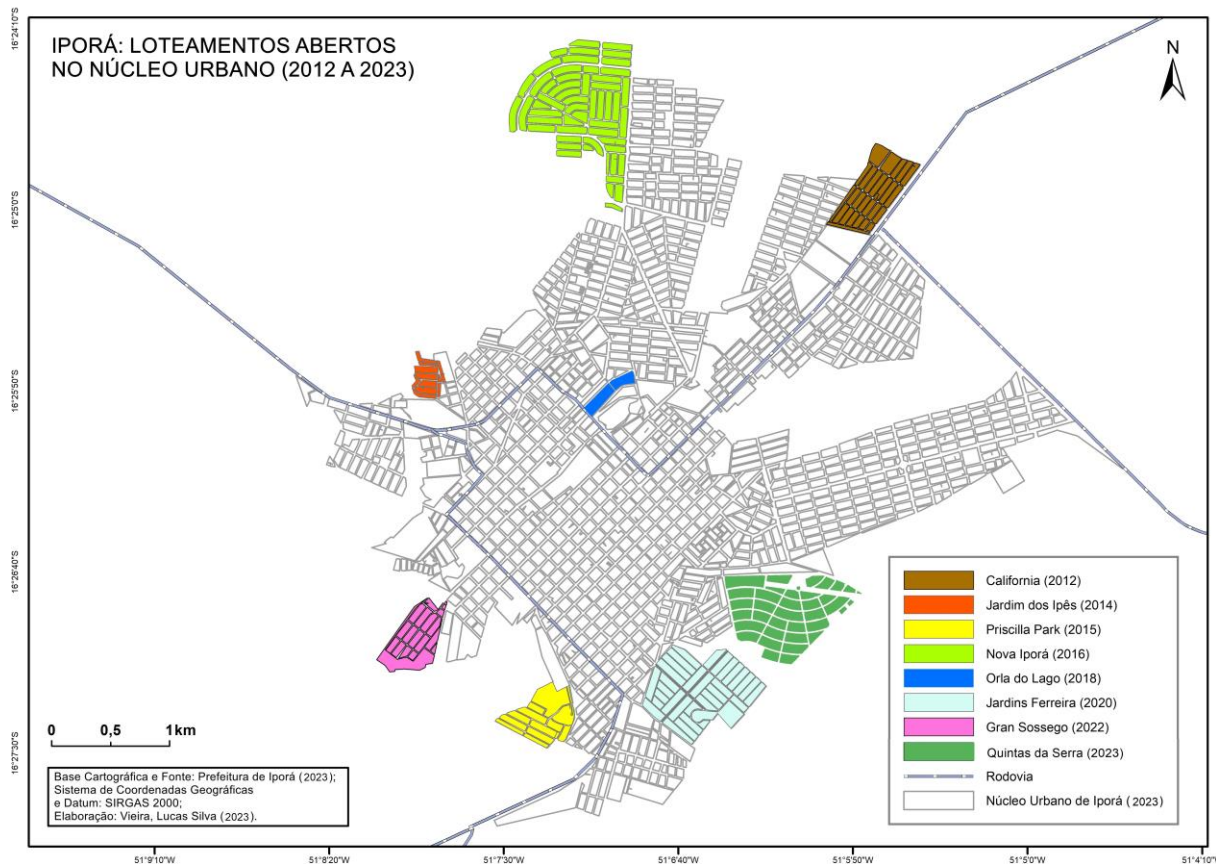 IPORÁ: LOTEAMENTOS ABERTOS
NO NÚCLEO URBANO (2012 A 2023)
N
16°24'10"S
16°25'0"S
16°25'50"S
16°26'40"S
16°27'30"S
California (2012)
Jardim dos Ipês (2014)
Priscilla Park (2015)
Nova Iporá (2016)
Orla do Lago (2018)
Jardins Ferreira (2020)
Gran Sossego (2022)
Quintas da Serra (2023)
Rodovia
Núcleo Urbano de Iporá (2023)
0 0,5 1km
Base Cartográfica e Fonte: Prefeitura de Iporá (2023);
Sistema de Coordenadas Geográficas
e Datum: SIRGAS 2000;
Elaboração: Vieira, Lucas Silva (2023).
51°9'10"W 51°8'20"W 51°7'30"W 51°6'40"W 51°5'55"W 51°5'0"W 51°4'10"W